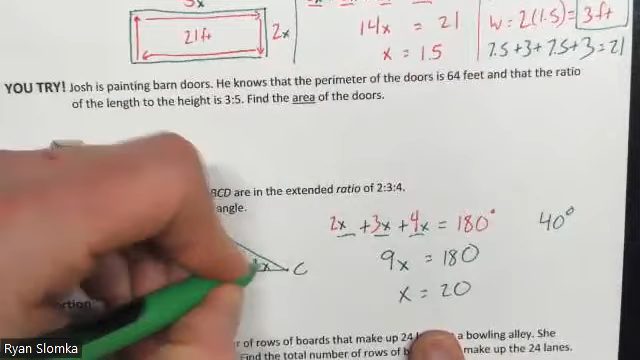 5x
21ft
2x
14x = 21
x = 1.5
w = 2(1.5) = 3ft
7.5+3+7.5+3=21
YOU TRY! Josh is painting barn doors. He knows that the perimeter of the doors is 64 feet and that the ratio
of the length to the height is 3:5. Find the area of the doors.
BCD are in the extended ratio of 2:3:4.
angle.
2x + 3x + 4x = 180°
40°
9x = 180
x = 20
x
C
of rows of boards that make up 24
a bowling alley. She
Find the total number of rows of
make up the 24 lanes.
Ryan Slomka